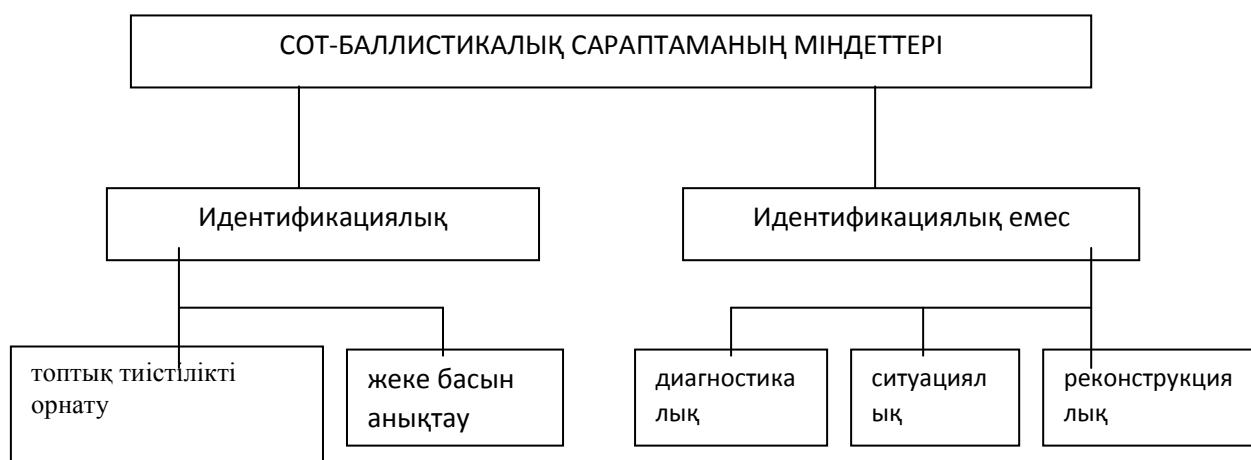 СОТ-БАЛЛИСТИКАЛЫҚ САРАПТАМАНЫҢ МІНДЕТТЕРІ
Идентификациялық
Идентификациялық емес
топтық тиістілікті
орнату
жеке басын
анықтау
диагностика
лық
ситуациял
ық
реконструкция
лық